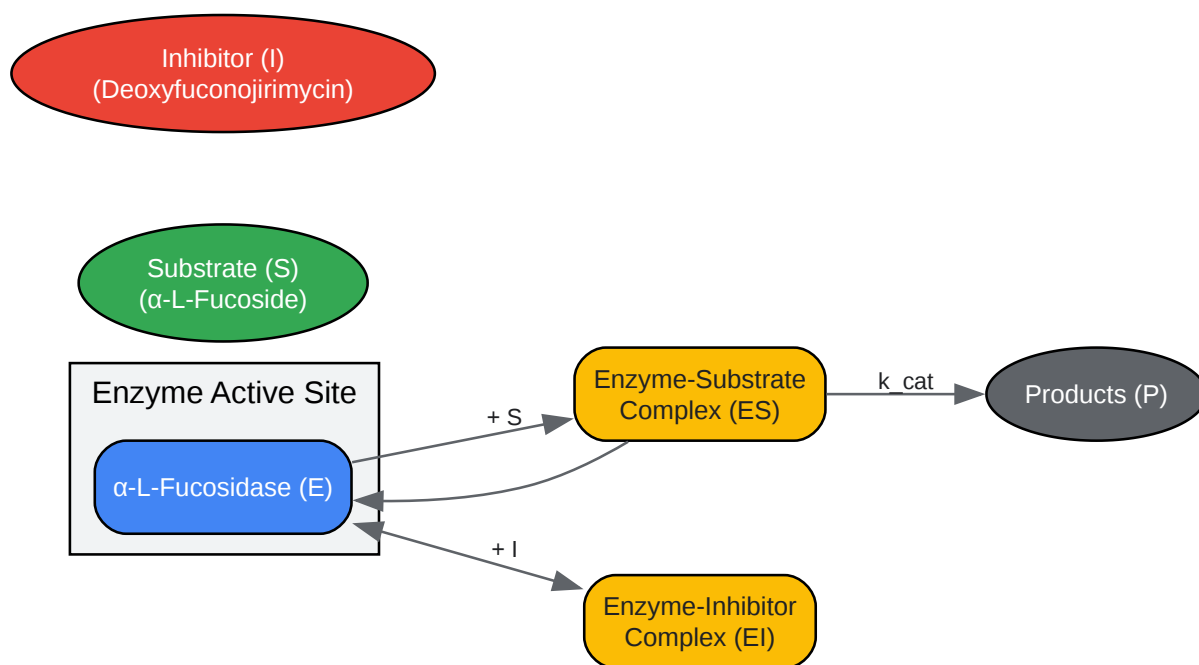 Inhibitor (I)
(Deoxyfuconojirimycin)
Substrate (S)
(α-L-Fucoside)
Enzyme Active Site
α-L-Fucosidase (E)
+ S
Enzyme-Substrate
Complex (ES)
k_cat
Products (P)
+ I
Enzyme-Inhibitor
Complex (EI)